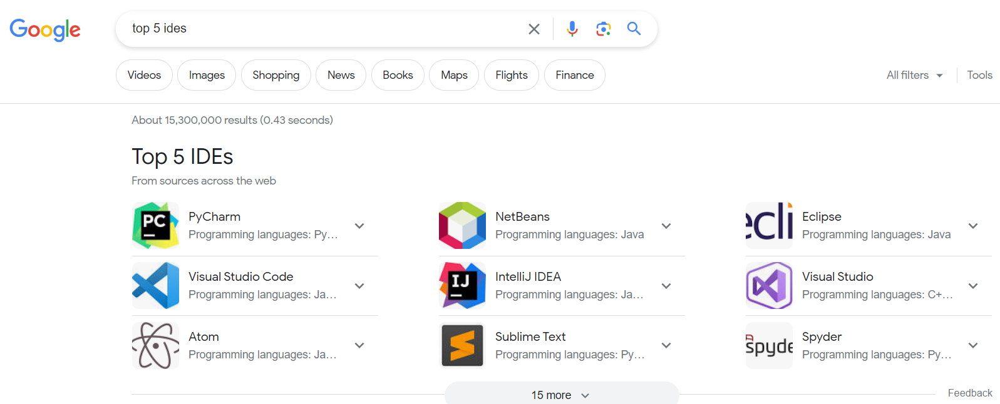 Google
top 5 ides
Videos
Images
Shopping
News
Books
Maps
Flights
Finance
All filters
Tools
About 15,300,000 results (0.43 seconds)
Top 5 IDEs
From sources across the web
PC
PyCharm
Programming languages: Py...
NetBeans
Programming languages: Java
ecli
Eclipse
Programming languages: Java
Visual Studio Code
Programming languages: Ja...
IJ
IntelliJ IDEA
Programming languages: Ja...
Visual Studio
Programming languages: C+...
Atom
Programming languages: Ja...
Sublime Text
Programming languages: Py...
spyde
Spyder
Programming languages: Py...
15 more
Feedback